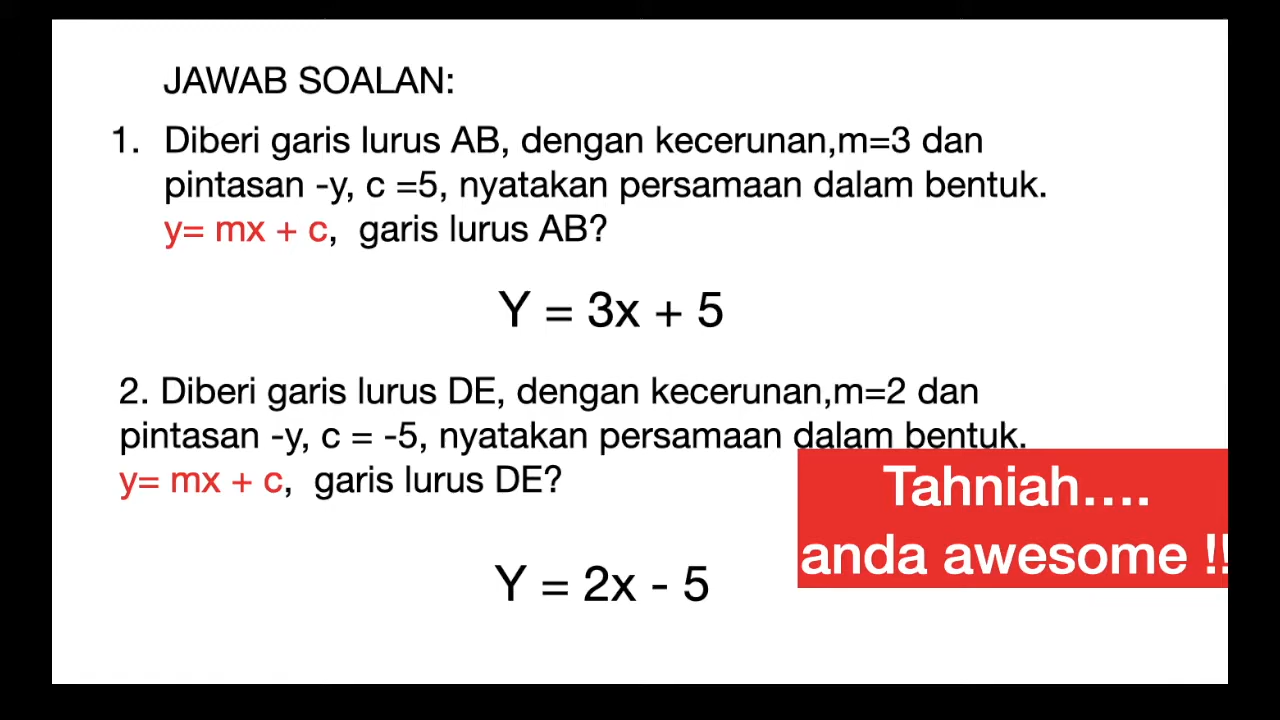 JAWAB SOALAN:
1. Diberi garis lurus AB, dengan kecerunan,m=3 dan
pintasan -y, c =5, nyatakan persamaan dalam bentuk.
y= mx + c, garis lurus AB?
Y = 3x + 5
2. Diberi garis lurus DE, dengan kecerunan,m=2 dan
pintasan -y, c = -5, nyatakan persamaan dalam bentuk.
y= mx + c, garis lurus DE?
Tahniah....
anda awesome !!
Y = 2x - 5